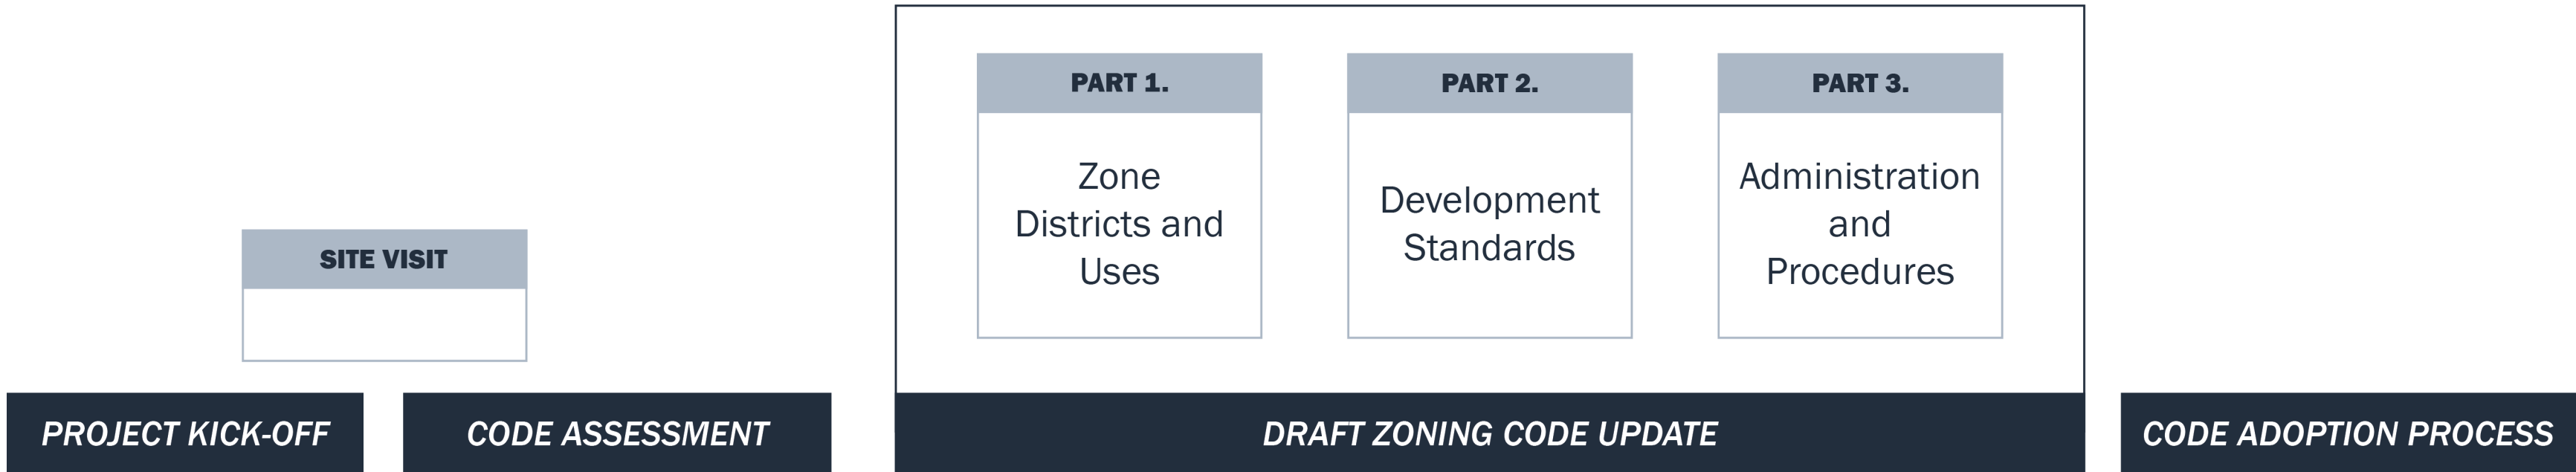 PART 1.
Zone
Districts and
Uses
PART 2.
Development
Standards
PART 3.
Administration
and
Procedures
SITE VISIT
PROJECT KICK-OFF
CODE ASSESSMENT
DRAFT ZONING CODE UPDATE
CODE ADOPTION PROCESS